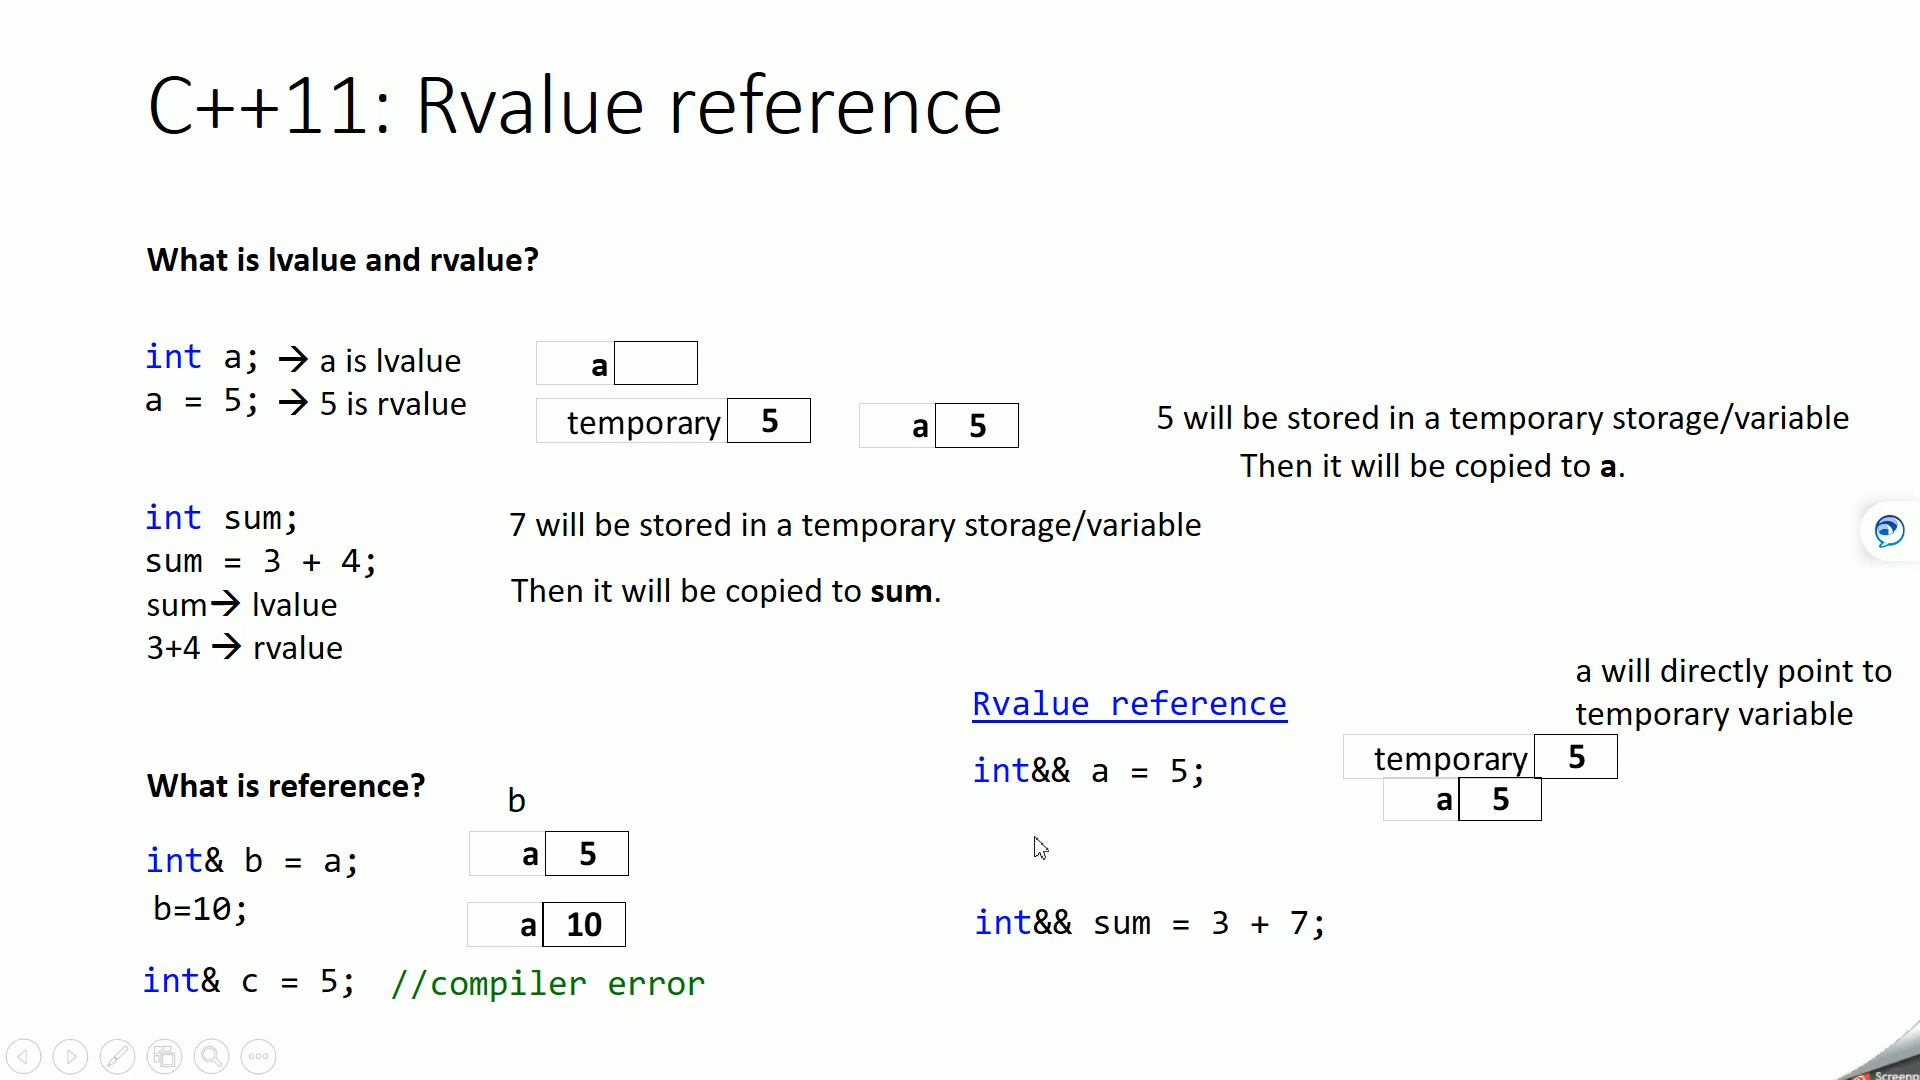 C++11: Rvalue reference
What is lvalue and rvalue?
int a; → a is lvalue
a
a = 5; → 5 is rvalue
temporary 5
a 5
5 will be stored in a temporary storage/variable
Then it will be copied to a.
int sum;
sum = 3 + 4;
sum→ lvalue
3+4 → rvalue
7 will be stored in a temporary storage/variable
Then it will be copied to sum.
What is reference?
b
int& b = a;
a 5
b=10;
a 10
int& c = 5; //compiler error
Rvalue reference
int&& a = 5;
a will directly point to
temporary variable
temporary 5
a 5
int&& sum = 3 + 7;